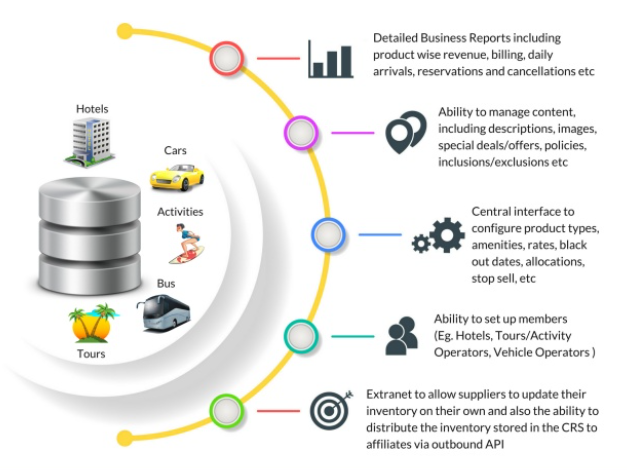 Detailed Business Reports including
product wise revenue, billing, daily
arrivals, reservations and cancellations etc
Hotels
Cars
Activities
Bus
Tours
Ability to manage content,
including descriptions, images,
special deals/offers, policies,
inclusions/exclusions etc
Central interface to
configure product types,
amenities, rates, black
out dates, allocations,
stop sell, etc
Ability to set up members
(Eg. Hotels, Tours/Activity
Operators, Vehicle Operators )
Extranet to allow suppliers to update their
inventory on their own and also the ability to
distribute the inventory stored in the CRS to
affiliates via outbound API